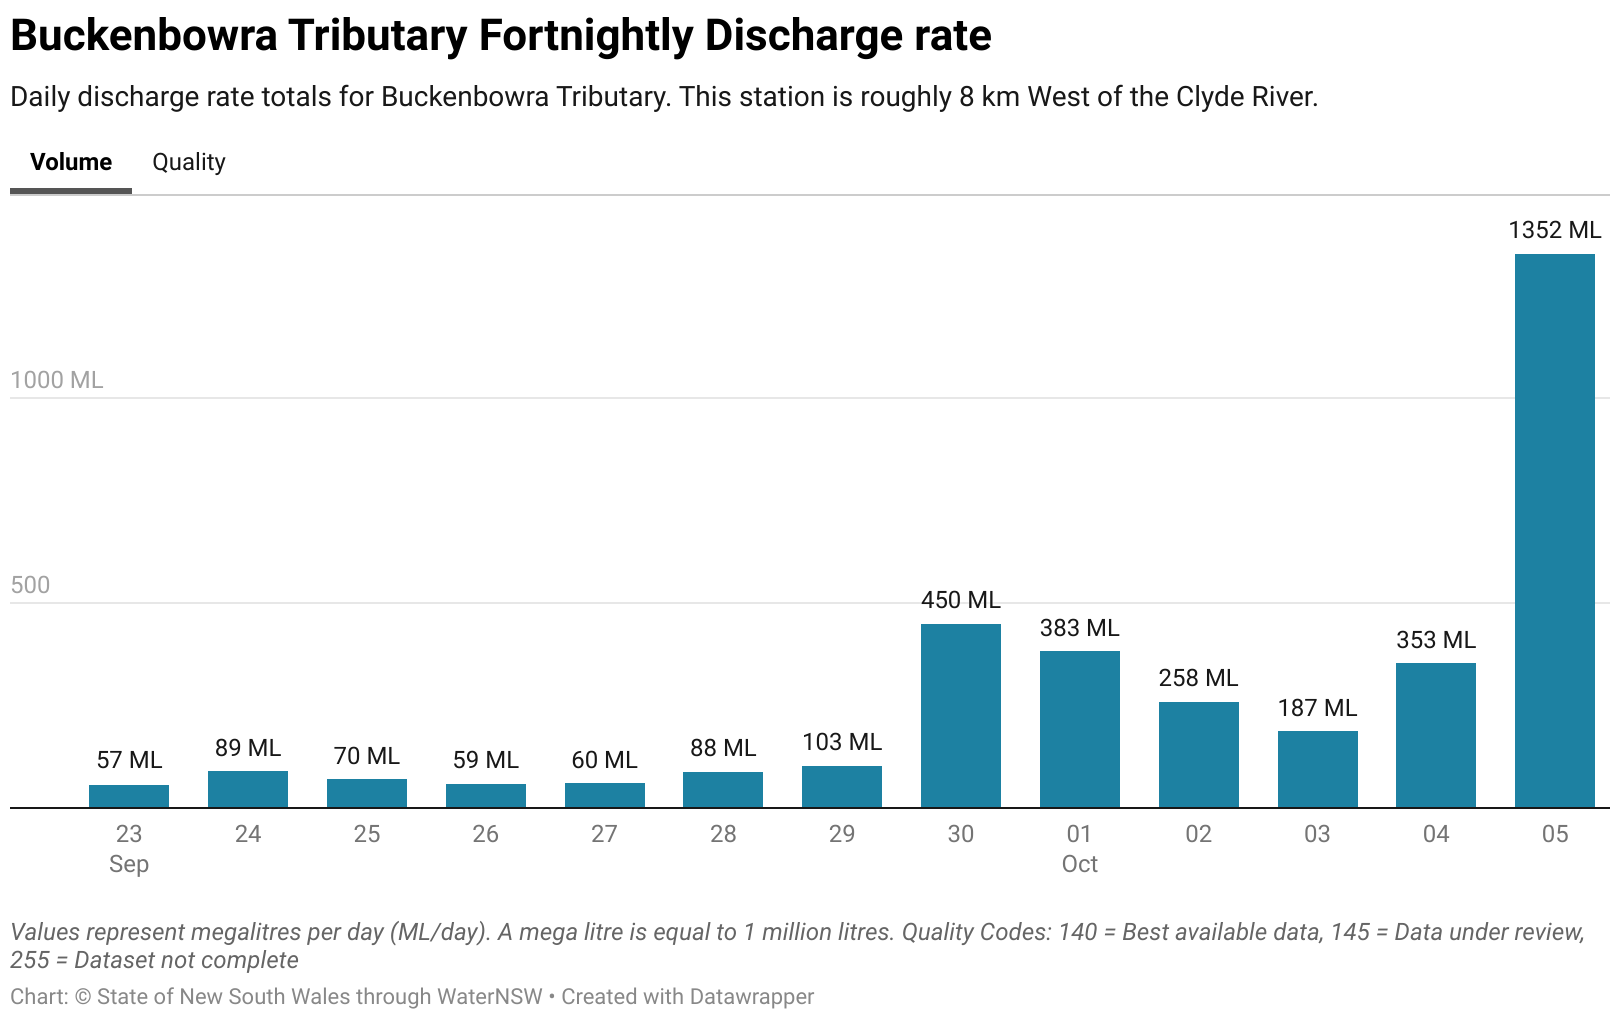 Buckenbowra Tributary Fortnightly Discharge rate
Daily discharge rate totals for Buckenbowra Tributary. This station is roughly 8 km West of the Clyde River.
Volume Quality
1352 ML
1000 ML
500
450 ML
383 ML
353 ML
258 ML
187 ML
57 ML 89 ML 70 ML 59 ML 60 ML 88 ML 103 ML
23 24 25 26 27 28 29 30 01 02 03 04 05
Sep Oct
Values represent megalitres per day (ML/day). A mega litre is equal to 1 million litres. Quality Codes: 140 = Best available data, 145 = Data under review,
255 = Dataset not complete
Chart: © State of New South Wales through WaterNSW • Created with Datawrapper